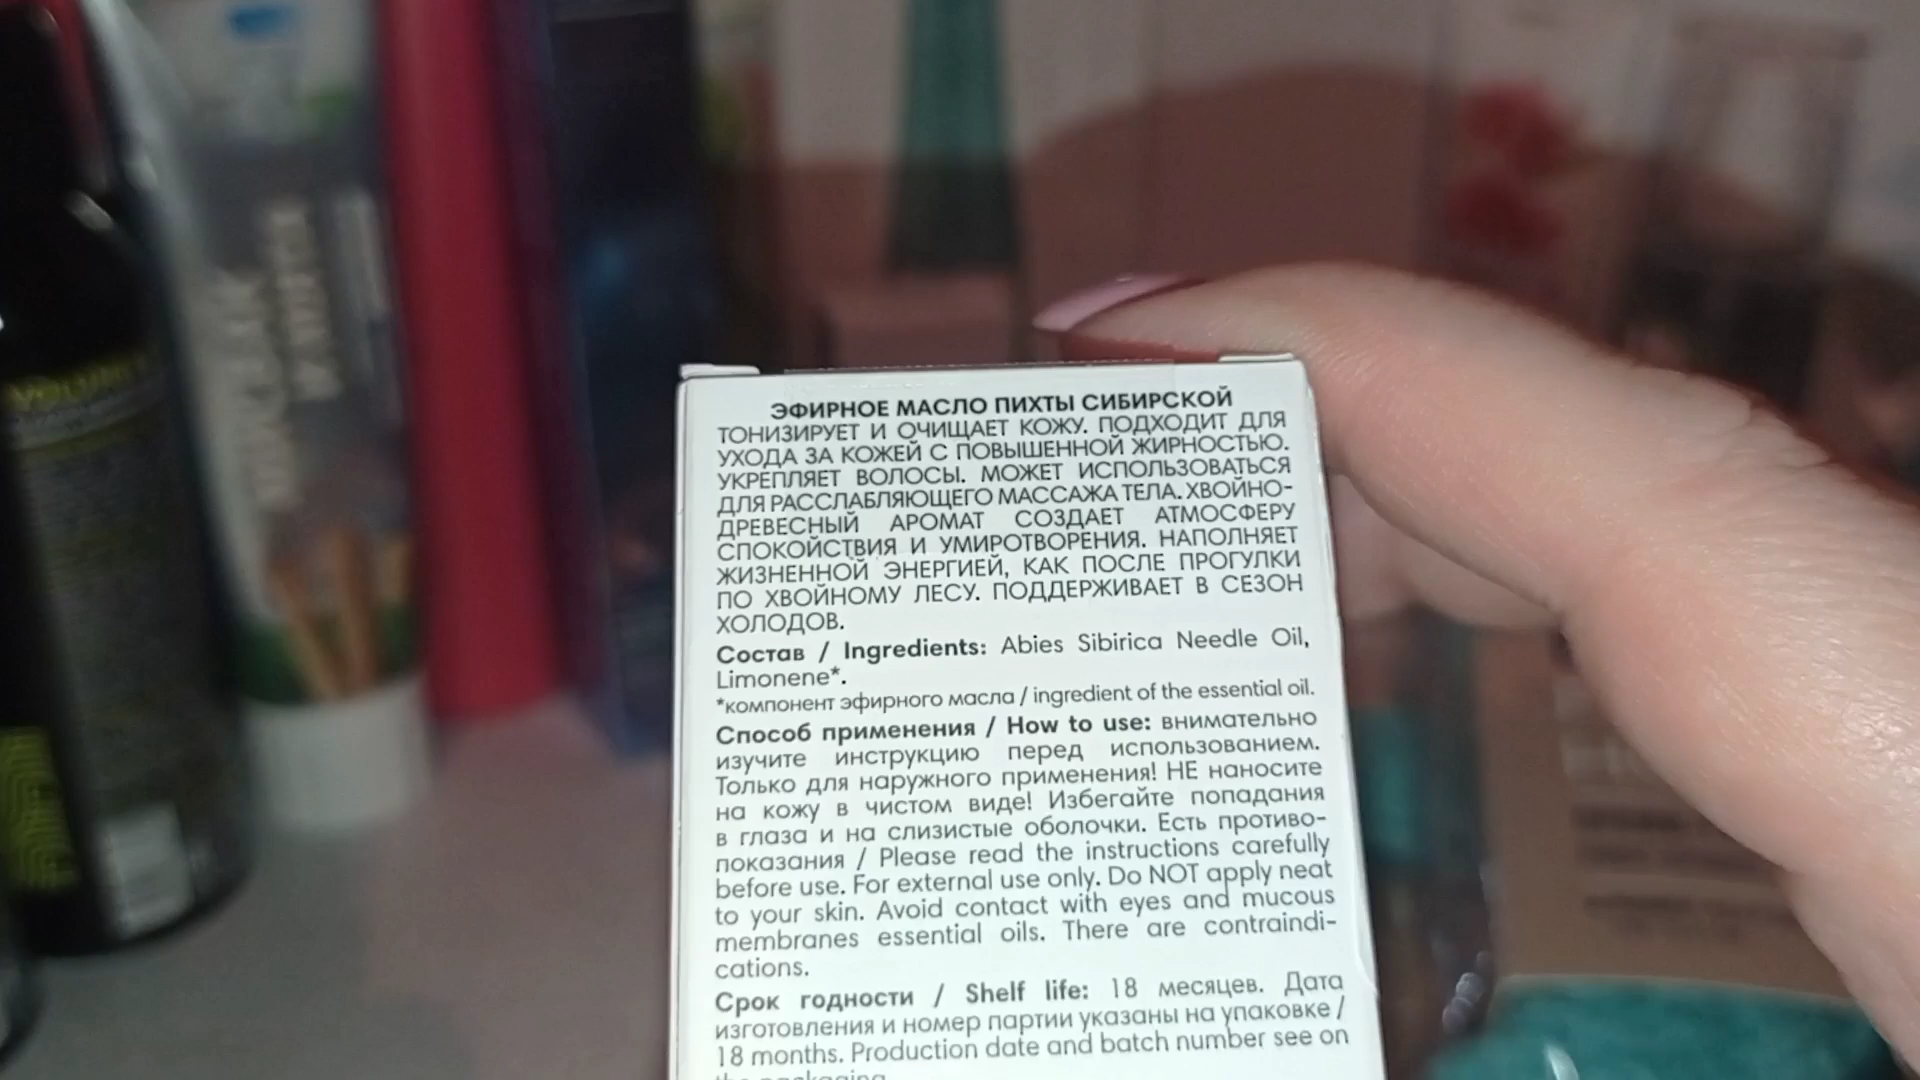 ЭФИРНОЕ МАСЛО ПИХТЫ СИБИРСКОЙ
ТОНИЗИРУЕТ И ОЧИЩАЕТ КОЖУ. ПОДХОДИТ ДЛЯ
УХОДА ЗА КОЖЕЙ С ПОВЫШЕННОЙ ЖИРНОСТЬЮ.
УКРЕПЛЯЕТ ВОЛОСЫ. МОЖЕТ ИСПОЛЬЗОВАТЬСЯ
ДЛЯ РАССЛАБЛЯЮЩЕГО МАССАЖА ТЕЛА. ХВОЙНО-
ДРЕВЕСНЫЙ АРОМАТ СОЗДАЕТ АТМОСФЕРУ
СПОКОЙСТВИЯ И УМИРОТВОРЕНИЯ. НАПОЛНЯЕТ
ЖИЗНЕННОЙ ЭНЕРГИЕЙ, КАК ПОСЛЕ ПРОГУЛКИ
ПО ХВОЙНОМУ ЛЕСУ. ПОДДЕРЖИВАЕТ В СЕЗОН
ХОЛОДОВ.
Состав / Ingredients: Abies Sibirica Needle Oil,
Limonene*.
*компонент эфирного масла / ingredient of the essential oil.
Способ применения / How to use: внимательно
изучите инструкцию перед использованием.
Только для наружного применения! НЕ наносите
на кожу в чистом виде! Избегайте попадания
в глаза и на слизистые оболочки. Есть противо-
показания / Please read the instructions carefully
before use. For external use only. Do NOT apply neat
to your skin. Avoid contact with eyes and mucous
membranes essential oils. There are contraindi-
cations.
Срок годности / Shelf life: 18 месяцев. Дата
изготовления и номер партии указаны на упаковке /
18 months. Production date and batch number see on
the packaging.